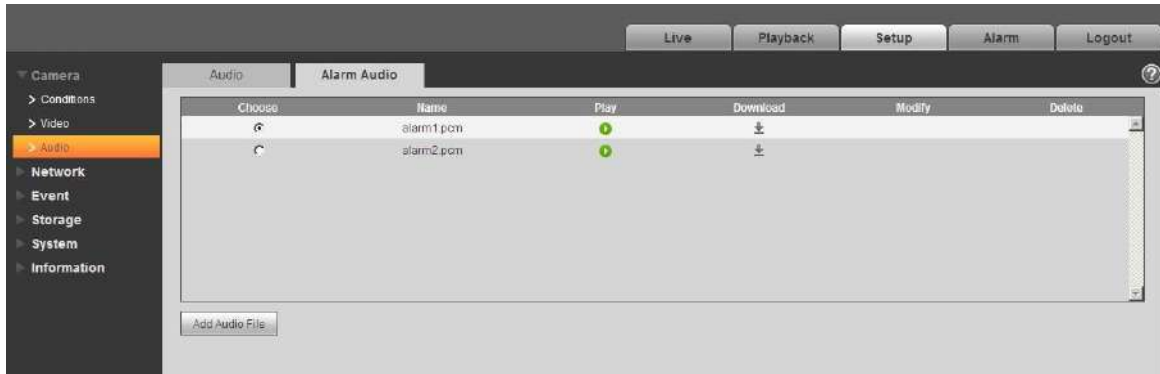 Live Playback Setup Alarm Logout
Camera
Conditions
Video
Audio
Network
Event
Storage
System
Information
Audio Alarm Audio
Choose Name Play Download Modify Delete
alarm1.pcm
alarm2.pcm
Add Audio File